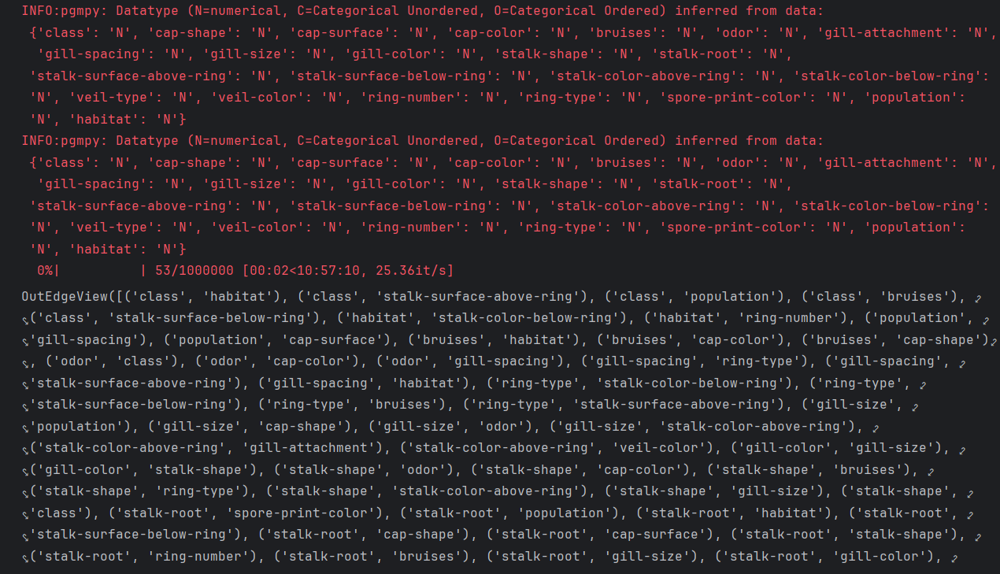 INFO:pgmpy: Datatype (N=numerical, C=Categorical Unordered, O=Categorical Ordered) inferred from data:
{'class': 'N', 'cap-shape': 'N', 'cap-surface': 'N', 'cap-color': 'N', 'bruises': 'N', 'odor': 'N', 'gill-attachment': 'N',
'gill-spacing': 'N', 'gill-size': 'N', 'gill-color': 'N', 'stalk-shape': 'N', 'stalk-root': 'N',
'stalk-surface-above-ring': 'N', 'stalk-surface-below-ring': 'N', 'stalk-color-above-ring': 'N', 'stalk-color-below-ring':
'N', 'veil-type': 'N', 'veil-color': 'N', 'ring-number': 'N', 'ring-type': 'N', 'spore-print-color': 'N', 'population':
'N', 'habitat': 'N'}
INFO:pgmpy: Datatype (N=numerical, C=Categorical Unordered, O=Categorical Ordered) inferred from data:
{'class': 'N', 'cap-shape': 'N', 'cap-surface': 'N', 'cap-color': 'N', 'bruises': 'N', 'odor': 'N', 'gill-attachment': 'N',
'gill-spacing': 'N', 'gill-size': 'N', 'gill-color': 'N', 'stalk-shape': 'N', 'stalk-root': 'N',
'stalk-surface-above-ring': 'N', 'stalk-surface-below-ring': 'N', 'stalk-color-above-ring': 'N', 'stalk-color-below-ring':
'N', 'veil-type': 'N', 'veil-color': 'N', 'ring-number': 'N', 'ring-type': 'N', 'spore-print-color': 'N', 'population':
'N', 'habitat': 'N'}
0%|          | 53/1000000 [00:02<10:57:10, 25.36it/s]
OutEdgeView([('class', 'habitat'), ('class', 'stalk-surface-above-ring'), ('class', 'population'), ('class', 'bruises'),
('class', 'stalk-surface-below-ring'), ('habitat', 'stalk-color-below-ring'), ('habitat', 'ring-number'), ('population',
'gill-spacing'), ('population', 'cap-surface'), ('bruises', 'habitat'), ('bruises', 'cap-color'), ('bruises', 'cap-shape')
, ('odor', 'class'), ('odor', 'cap-color'), ('odor', 'gill-spacing'), ('gill-spacing', 'ring-type'), ('gill-spacing',
'stalk-surface-above-ring'), ('gill-spacing', 'habitat'), ('ring-type', 'stalk-color-below-ring'), ('ring-type',
'stalk-surface-below-ring'), ('ring-type', 'bruises'), ('ring-type', 'stalk-surface-above-ring'), ('gill-size',
'population'), ('gill-size', 'cap-shape'), ('gill-size', 'odor'), ('gill-size', 'stalk-color-above-ring'),
('stalk-color-above-ring', 'gill-attachment'), ('stalk-color-above-ring', 'veil-color'), ('gill-color', 'gill-size'),
('gill-color', 'stalk-shape'), ('stalk-shape', 'odor'), ('stalk-shape', 'cap-color'), ('stalk-shape', 'bruises'),
('stalk-shape', 'ring-type'), ('stalk-shape', 'stalk-color-above-ring'), ('stalk-shape', 'gill-size'), ('stalk-shape',
'class'), ('stalk-root', 'spore-print-color'), ('stalk-root', 'population'), ('stalk-root', 'habitat'), ('stalk-root',
'stalk-surface-below-ring'), ('stalk-root', 'cap-shape'), ('stalk-root', 'cap-surface'), ('stalk-root', 'stalk-shape'),
('stalk-root', 'ring-number'), ('stalk-root', 'bruises'), ('stalk-root', 'gill-size'), ('stalk-root', 'gill-color'),